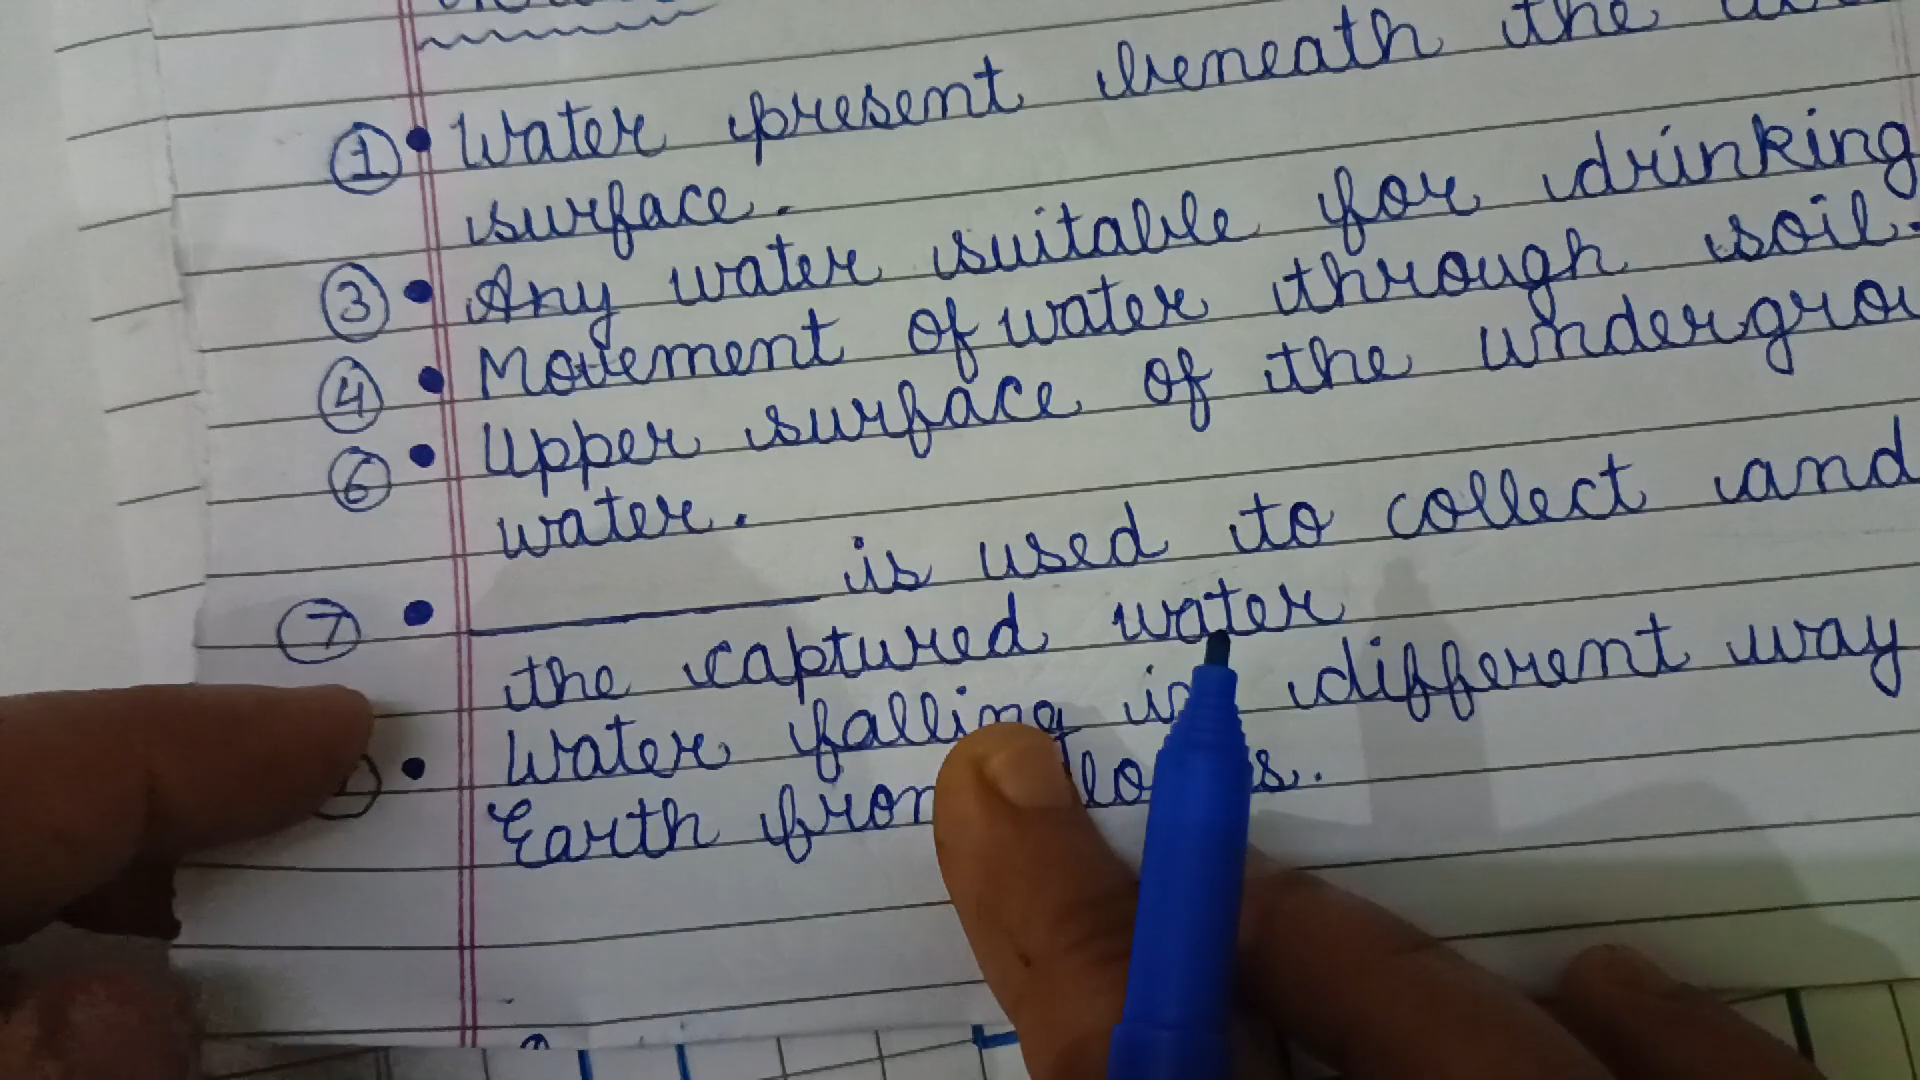 ① • Water present beneath the
surface.
③ • Any water suitable for drinking
④ • Movement of water through soil.
⑥ • Upper surface of the undergrou
water.
⑦ • ________ is used to collect and
the captured water
• Water falling in different way
Earth from s.